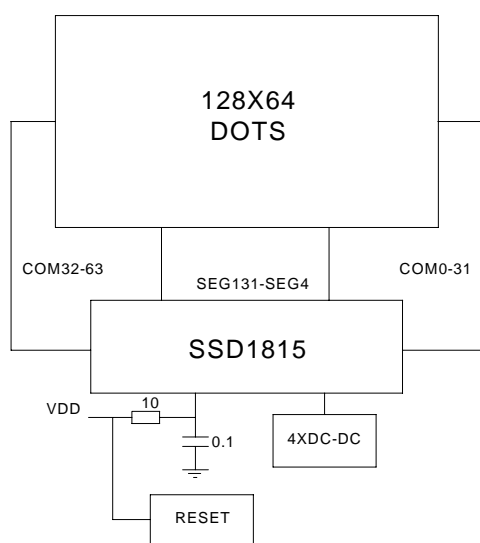 128X64
DOTS
COM32-63
COM0-31
SEG131-SEG4
SSD1815
VDD
10
0.1
4XDC-DC
RESET